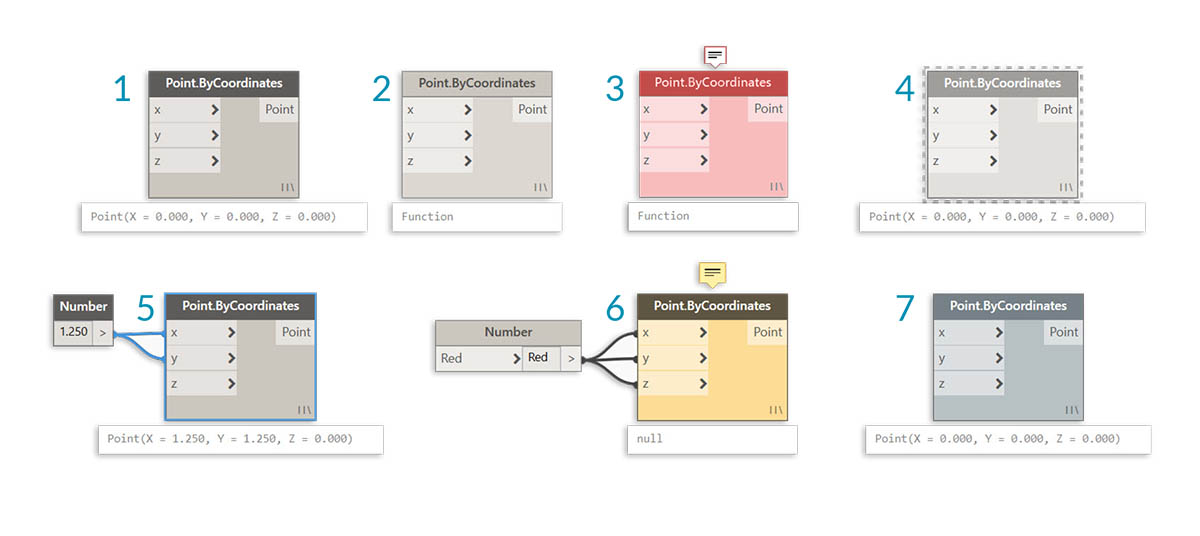 1
Point.ByCoordinates
x > Point
y >
z >
Point(X = 0.000, Y = 0.000, Z = 0.000)
2
Point.ByCoordinates
x > Point
y >
z >
Function
3
Point.ByCoordinates
x > Point
y >
z >
Function
4
Point.ByCoordinates
x > Point
y >
z >
Point(X = 0.000, Y = 0.000, Z = 0.000)
Number
1.250 >
5
Point.ByCoordinates
x > Point
y >
z >
Point(X = 1.250, Y = 1.250, Z = 0.000)
Number
Red > Red >
6
Point.ByCoordinates
x > Point
y >
z >
null
7
Point.ByCoordinates
x > Point
y >
z >
Point(X = 0.000, Y = 0.000, Z = 0.000)